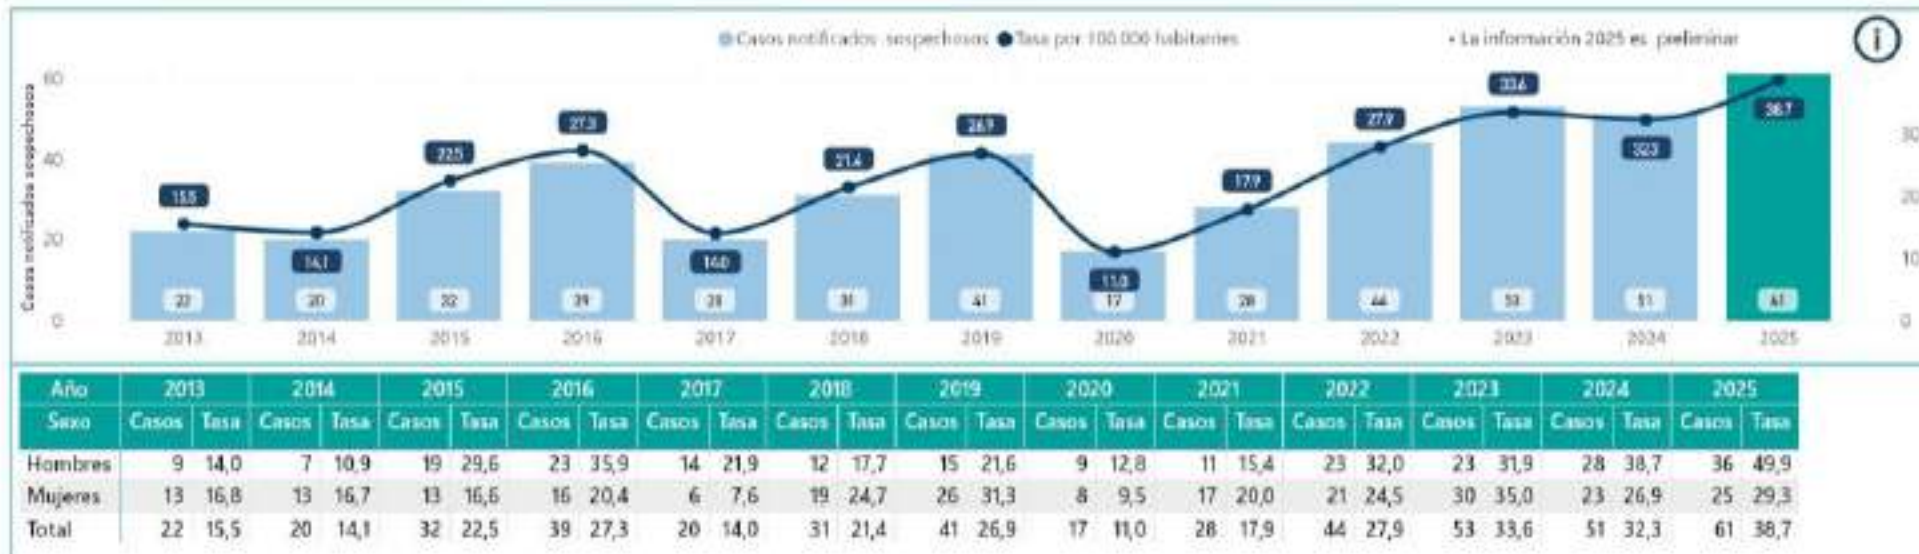 Casos notificados sospechosos Tasa por 100.000 habitantes • La información 2025 es preliminar i
Casos notificados sospechosos
60
40
20
0
30
20
10
0
15.5 14.1 22.5 27.3 14.0 21.4 26.9 11.0 17.9 27.9 33.6 32.3 38.7
22 20 32 39 20 31 41 17 28 44 53 51 61
2013 2014 2015 2016 2017 2018 2019 2020 2021 2022 2023 2024 2025
Año 2013 2014 2015 2016 2017 2018 2019 2020 2021 2022 2023 2024 2025
Sexo Casos Tasa Casos Tasa Casos Tasa Casos Tasa Casos Tasa Casos Tasa Casos Tasa Casos Tasa Casos Tasa Casos Tasa Casos Tasa Casos Tasa Casos Tasa
Hombres 9 14,0 7 10,9 19 29,6 23 35,9 14 21,9 12 17,7 15 21,6 9 12,8 11 15,4 23 32,0 23 31,9 28 38,7 36 49,9
Mujeres 13 16,8 13 16,7 13 16,6 16 20,4 6 7,6 19 24,7 26 31,3 8 9,5 17 20,0 21 24,5 30 35,0 23 26,9 25 29,3
Total 22 15,5 20 14,1 32 22,5 39 27,3 20 14,0 31 21,4 41 26,9 17 11,0 28 17,9 44 27,9 53 33,6 51 32,3 61 38,7